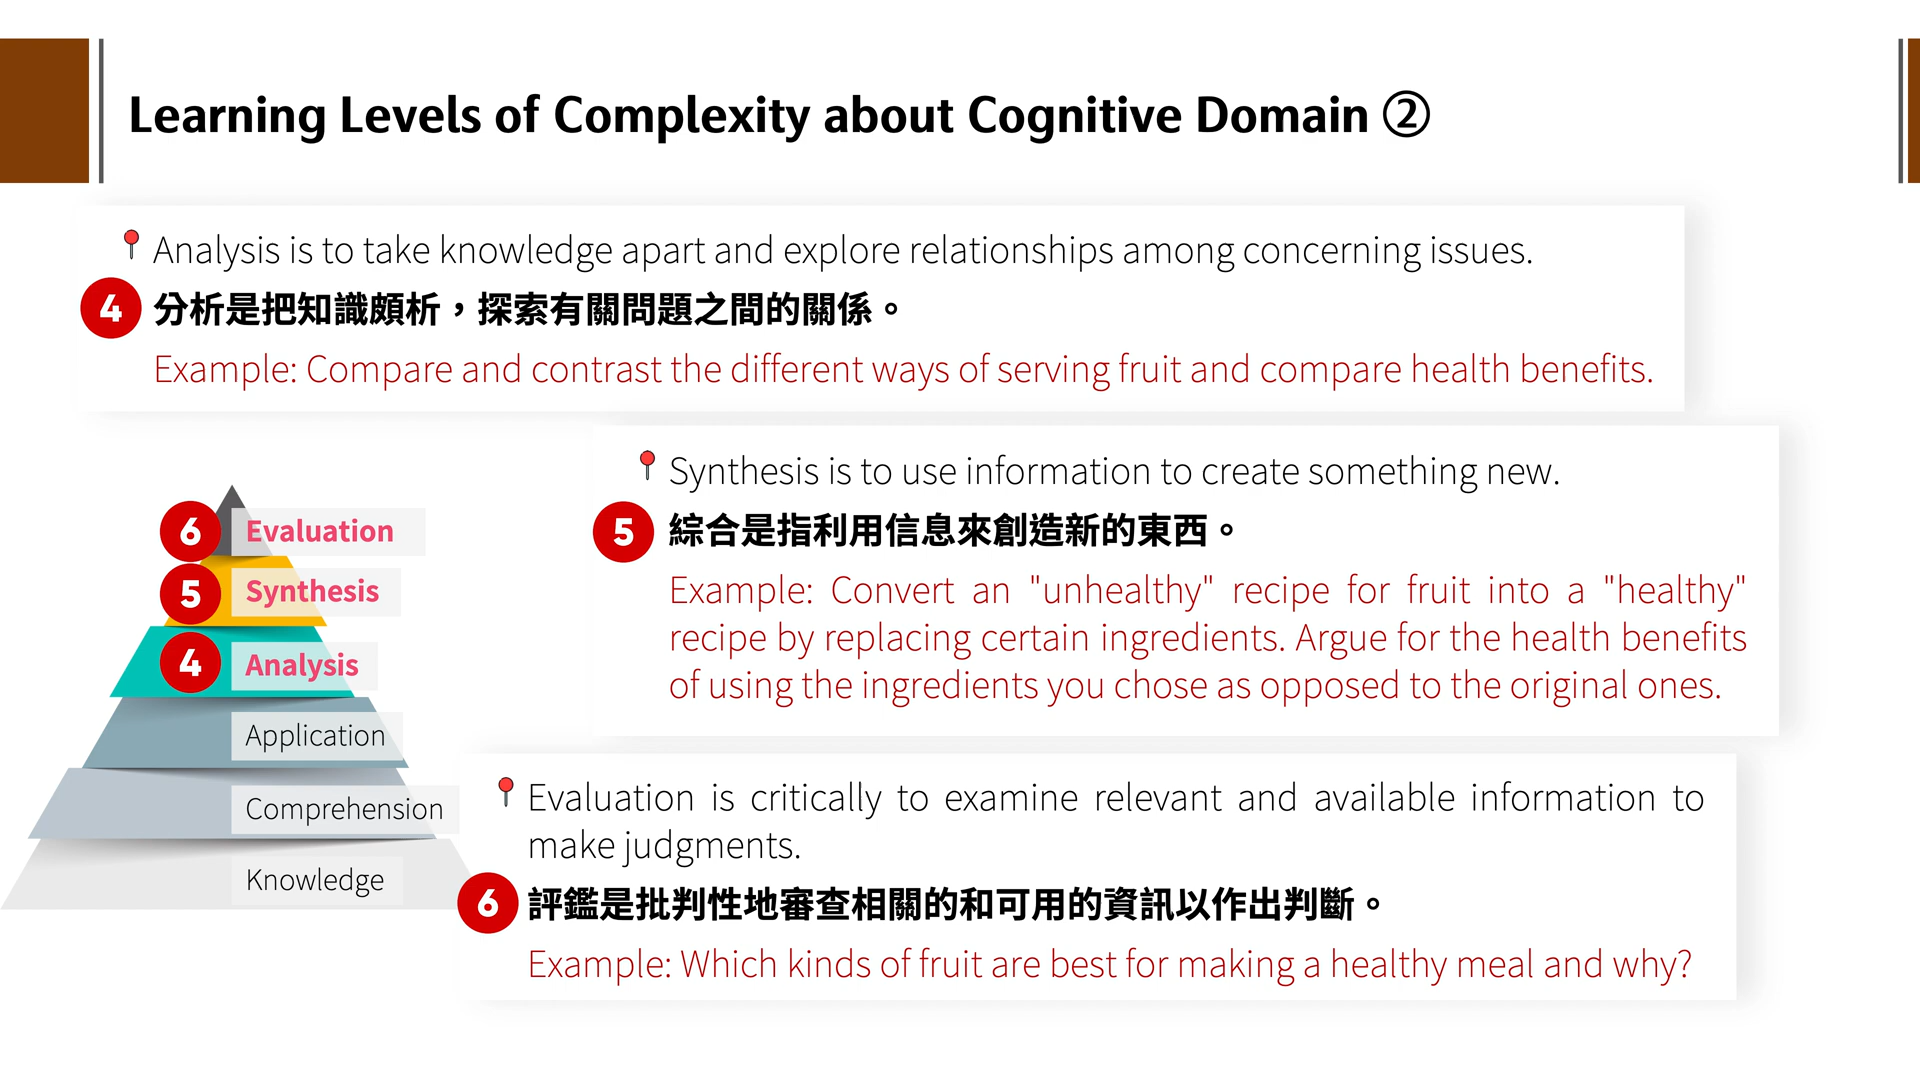 Learning Levels of Complexity about Cognitive Domain ②
Analysis is to take knowledge apart and explore relationships among concerning issues.
4
分析是把知識頗析，探索有關問題之間的關係。
Example: Compare and contrast the different ways of serving fruit and compare health benefits.
Synthesis is to use information to create something new.
5
綜合是指利用信息來創造新的東西。
Example: Convert an "unhealthy" recipe for fruit into a "healthy"
recipe by replacing certain ingredients. Argue for the health benefits
of using the ingredients you chose as opposed to the original ones.
6 Evaluation
5 Synthesis
4 Analysis
Application
Comprehension
Knowledge
Evaluation is critically to examine relevant and available information to
make judgments.
6
評鑑是批判性地審查相關的和可用的資訊以作出判斷。
Example: Which kinds of fruit are best for making a healthy meal and why?